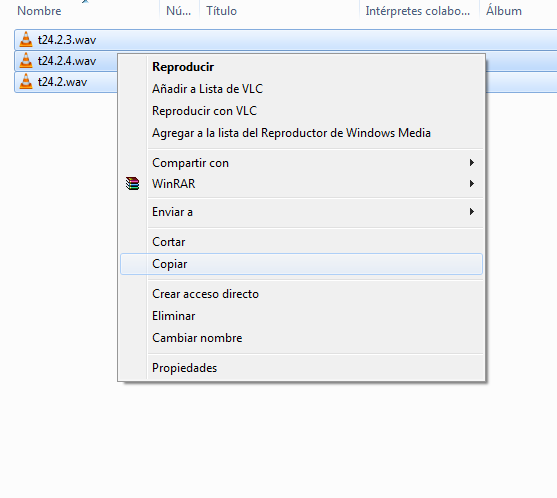 Nombre Nú... Título Intérpretes colabo... Álbum
t24.2.3.wav
t24.2.4.wav
t24.2.wav
Reproducir
Añadir a Lista de VLC
Reproducir con VLC
Agregar a la lista del Reproductor de Windows Media
Compartir con
WinRAR
Enviar a
Cortar
Copiar
Crear acceso directo
Eliminar
Cambiar nombre
Propiedades